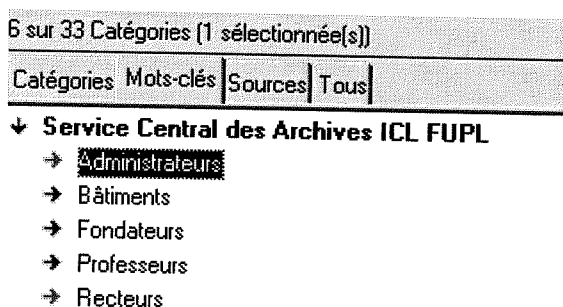 6 sur 33 Catégories (1 sélectionnée(s))
Catégories Mots-clés Sources Tous
Service Central des Archives ICL FUPL
Administrateurs
Bâtiments
Fondateurs
Professeurs
Recteurs